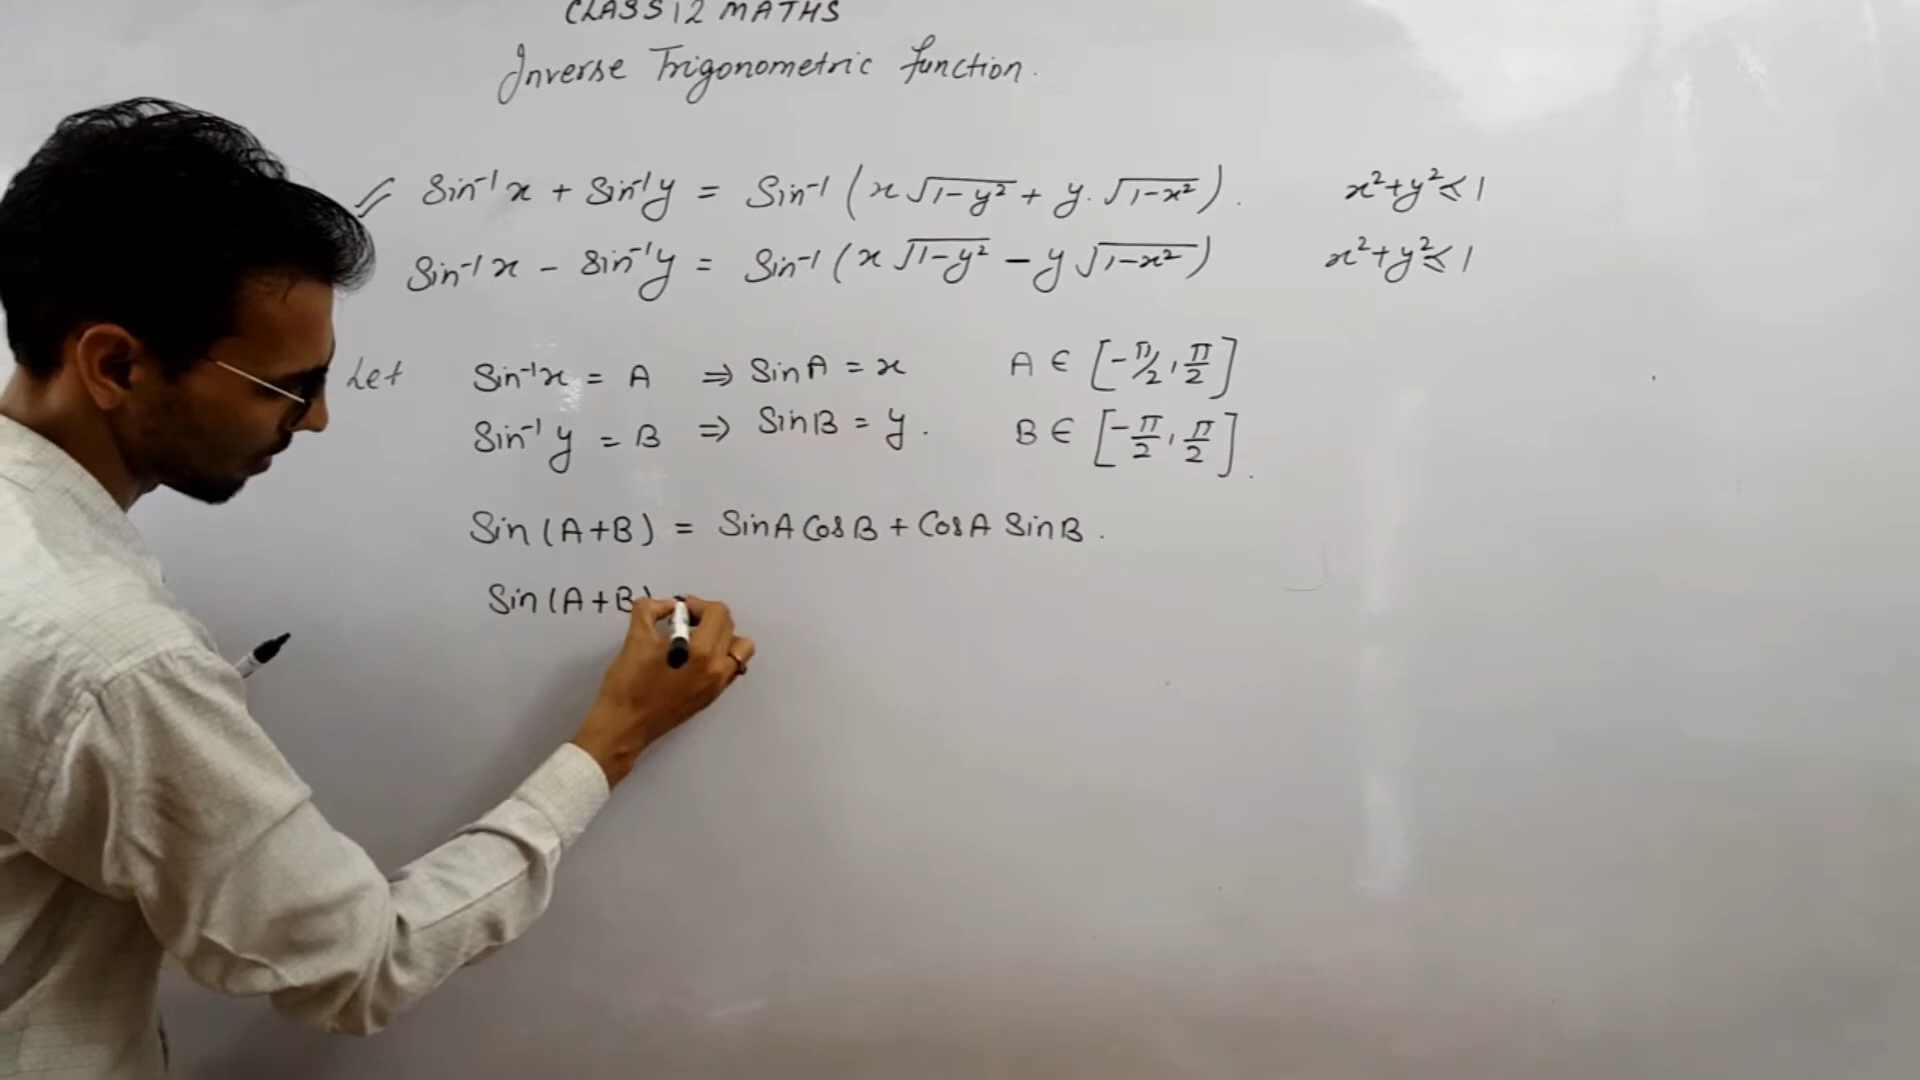 CLASS 12 MATHS
Inverse Trigonometric function.
Sin⁻¹x + Sin⁻¹y = Sin⁻¹ (x √1-y² + y. √1-x²). x²+y² ≤ 1
Sin⁻¹x - Sin⁻¹y = Sin⁻¹ (x √1-y² - y √1-x²) x²+y² ≤ 1
Let Sin⁻¹x = A ⇒ SinA = x A ∈ [-π/2, π/2]
Sin⁻¹y = B ⇒ SinB = y. B ∈ [-π/2, π/2].
Sin (A+B) = SinA CosB + CosA SinB.
Sin (A+B)